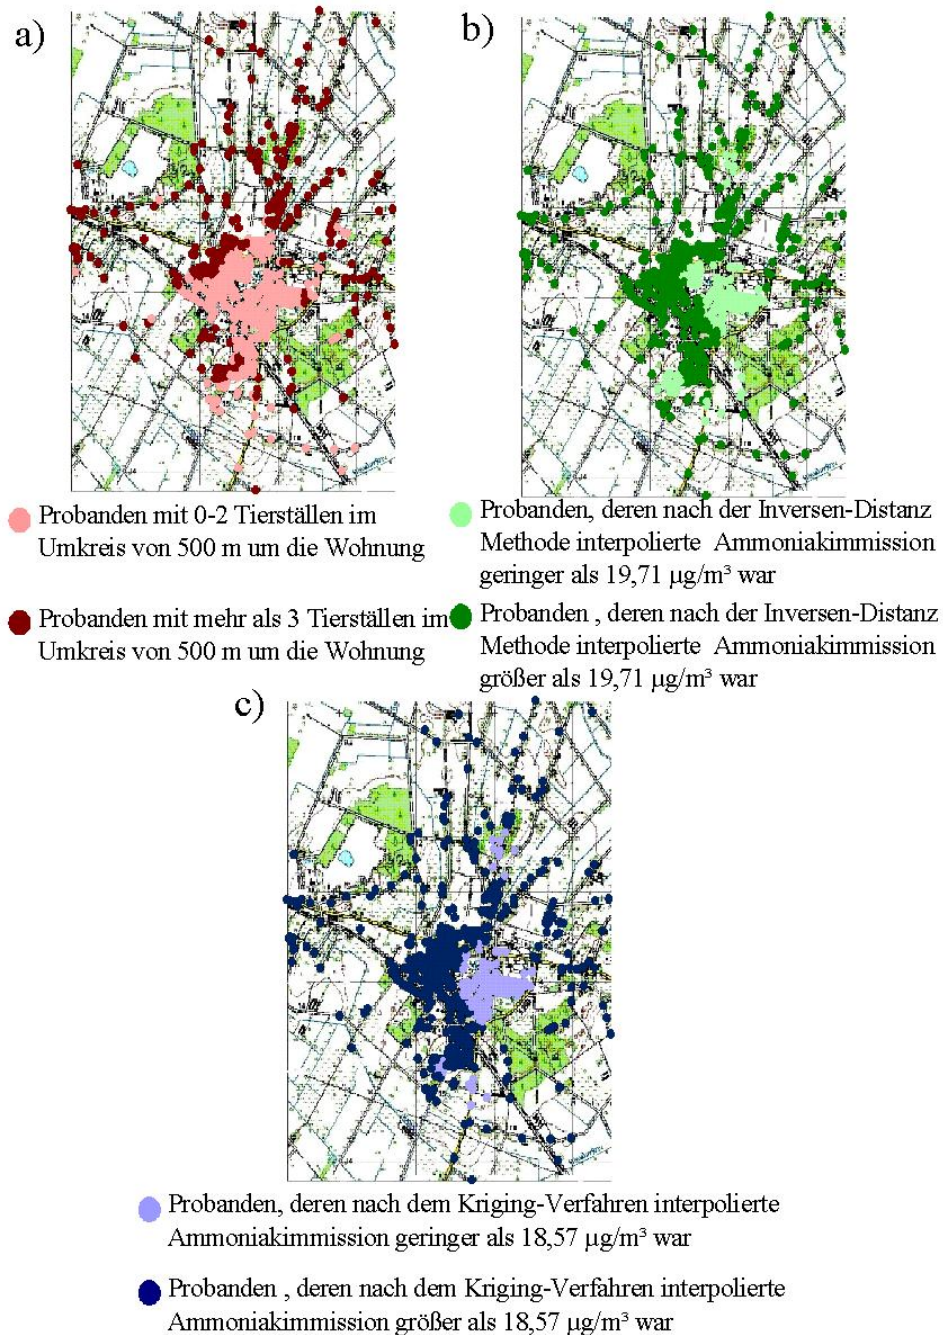 a)
b)
Probanden mit 0-2 Tierställen im
Umkreis von 500 m um die Wohnung
Probanden mit mehr als 3 Tierställen im
Umkreis von 500 m um die Wohnung
Probanden, deren nach der Inversen-Distanz
Methode interpolierte Ammoniakimmission
geringer als 19,71 µg/m³ war
Probanden , deren nach der Inversen-Distanz
Methode interpolierte Ammoniakimmission
größer als 19,71 µg/m³ war
c)
Probanden, deren nach dem Kriging-Verfahren interpolierte
Ammoniakimmission geringer als 18,57 µg/m³ war
Probanden , deren nach dem Kriging-Verfahren interpolierte
Ammoniakimmission größer als 18,57 µg/m³ war